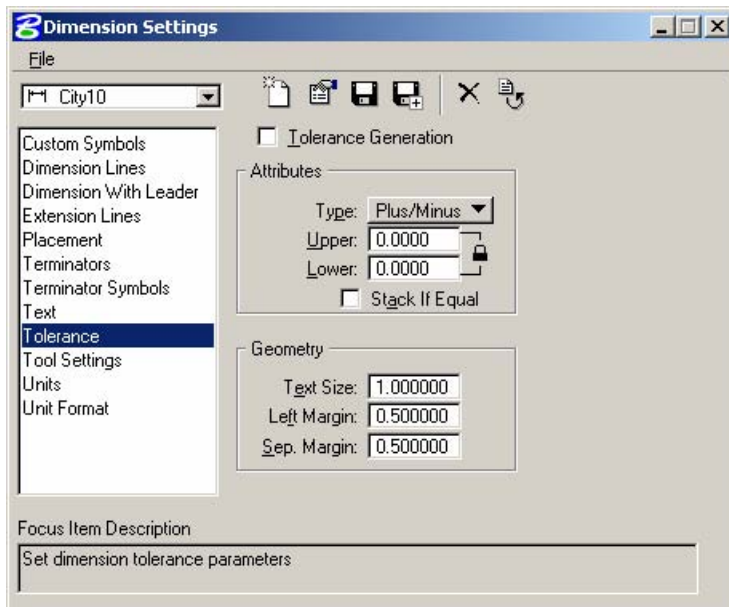 Dimension Settings
File
City10
Custom Symbols
Dimension Lines
Dimension With Leader
Extension Lines
Placement
Terminators
Terminator Symbols
Text
Tolerance
Tool Settings
Units
Unit Format
Tolerance Generation
Attributes
Type: Plus/Minus
Upper: 0.0000
Lower: 0.0000
Stack If Equal
Geometry
Text Size: 1.000000
Left Margin: 0.500000
Sep. Margin: 0.500000
Focus Item Description
Set dimension tolerance parameters